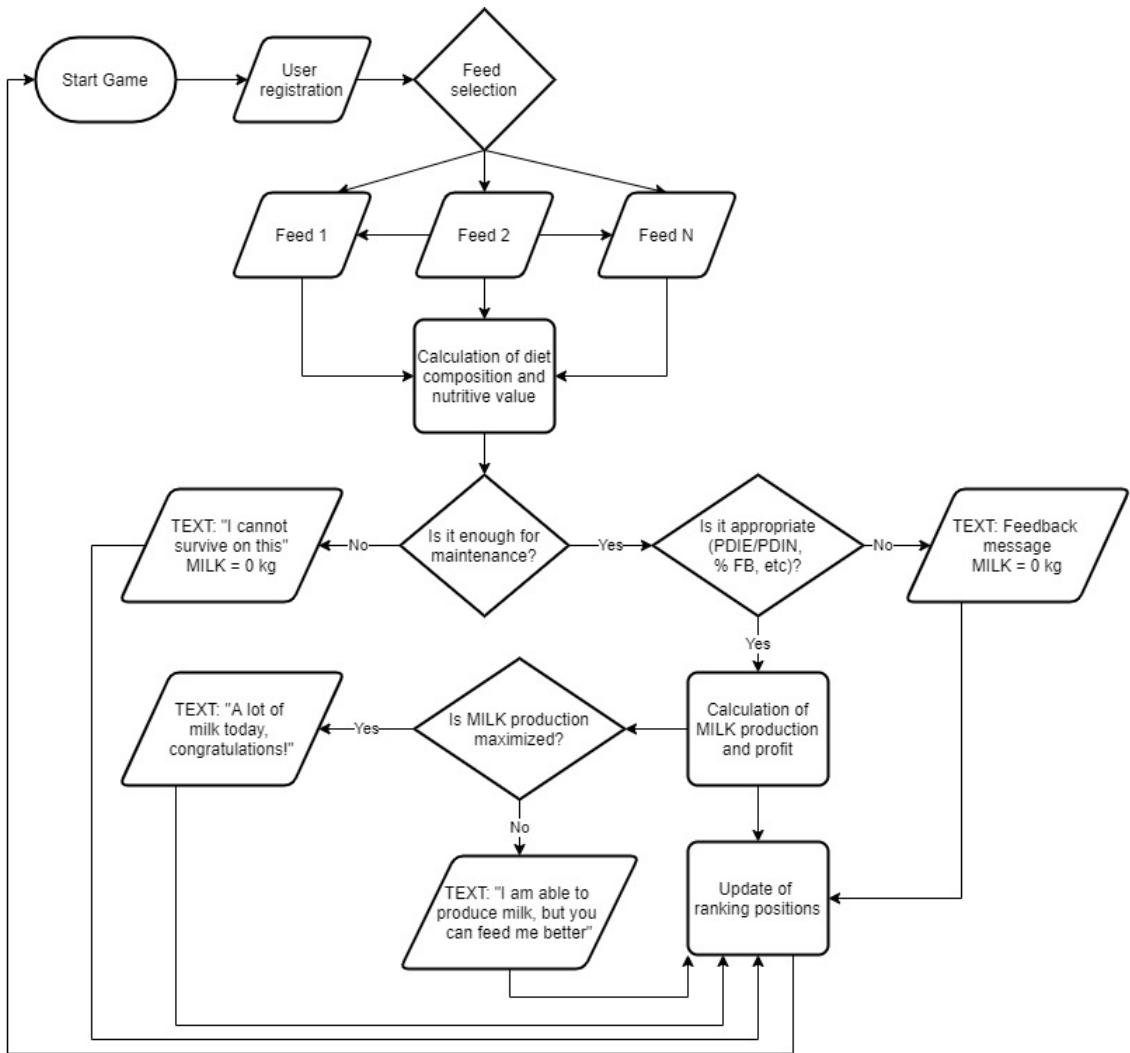 Start Game
User
registration
Feed
selection
Feed 1
Feed 2
Feed N
Calculation of diet
composition and
nutritive value
TEXT: "I cannot
survive on this"
MILK = 0 kg
No
Is it enough for
maintenance?
Yes
Is it appropriate
(PDIE/PDIN,
% FB, etc)?
No
TEXT: Feedback
message
MILK = 0 kg
Yes
TEXT: "A lot of
milk today,
congratulations!"
Yes
Is MILK production
maximized?
Calculation of
MILK production
and profit
No
TEXT: "I am able to
produce milk, but you
can feed me better"
Update of
ranking positions